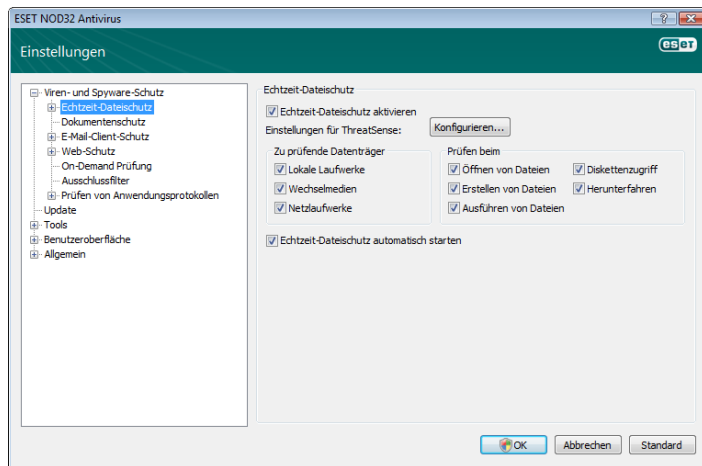 ESET NOD32 Antivirus
Einstellungen
eseT
Viren- und Spyware-Schutz
Echtzeit-Dateischutz
Dokumentenschutz
E-Mail-Client-Schutz
Web-Schutz
On-Demand Prüfung
Ausschlussfilter
Prüfen von Anwendungsprotokollen
Update
Tools
Benutzeroberfläche
Allgemein
Echtzeit-Dateischutz
Echtzeit-Dateischutz aktivieren
Einstellungen für ThreatSense: Konfigurieren...
Zu prüfende Datenträger
Lokale Laufwerke
Wechselmedien
Netzlaufwerke
Prüfen beim
Öffnen von Dateien Diskettenzugriff
Erstellen von Dateien Herunterfahren
Ausführen von Dateien
Echtzeit-Dateischutz automatisch starten
OK Abbrechen Standard